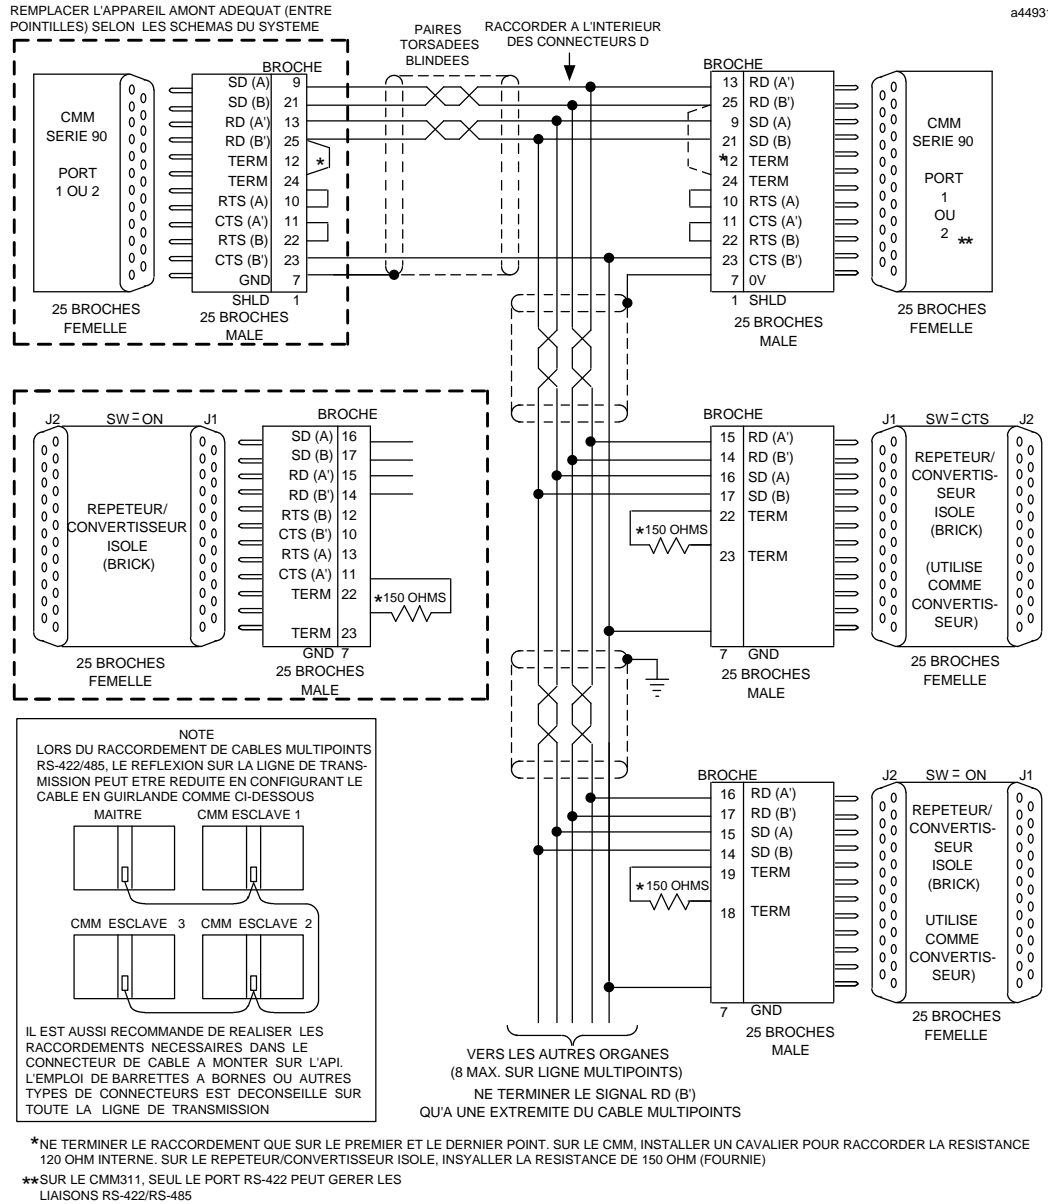 REMPLACER L'APPAREIL AMONT ADEQUAT (ENTRE
POINTILLES) SELON LES SCHEMAS DU SYSTEME
a4493
PAIRES
TORSADEES
BLINDEES
RACCORDER A L'INTERIEUR
DES CONNECTEURS D
BROCHE
CMM
SERIE 90
PORT
1 OU 2
25 BROCHES
FEMELLE
SD (A) 9
SD (B) 21
RD (A') 13
RD (B') 25
TERM 12
TERM 24
RTS (A) 10
CTS (A') 11
RTS (B) 22
CTS (B') 23
GND 7
SHLD 1
25 BROCHES
MALE
*
BROCHE
13 RD (A')
25 RD (B')
9 SD (A)
21 SD (B)
*12 TERM
24 TERM
10 RTS (A)
11 CTS (A')
22 RTS (B)
23 CTS (B')
7 0V
1 SHLD
25 BROCHES
MALE
CMM
SERIE 90
PORT
1
OU
2 **
25 BROCHES
FEMELLE
J2 SW = ON J1
REPETEUR/
CONVERTISSEUR
ISOLE
(BRICK)
25 BROCHES
FEMELLE
BROCHE
SD (A) 16
SD (B) 17
RD (A') 15
RD (B') 14
RTS (B) 12
CTS (B') 10
RTS (A) 13
CTS (A') 11
TERM 22
*150 OHMS
TERM 23
GND 7
25 BROCHES
MALE
BROCHE
15 RD (A')
14 RD (B')
16 SD (A)
17 SD (B)
22 TERM
*150 OHMS
23 TERM
7 GND
25 BROCHES
MALE
J1 SW = CTS J2
REPETEUR/
CONVERTIS-
SEUR
ISOLE
(BRICK)
(UTILISE
COMME
CONVERTIS-
SEUR)
25 BROCHES
FEMELLE
BROCHE
16 RD (A')
17 RD (B')
15 SD (A)
14 SD (B)
19 TERM
*150 OHMS
18 TERM
7 GND
25 BROCHES
MALE
J2 SW = ON J1
REPETEUR/
CONVERTIS-
SEUR
ISOLE
(BRICK)
UTILISE
COMME
CONVERTIS-
SEUR)
25 BROCHES
FEMELLE
NOTE
LORS DU RACCORDEMENT DE CABLES MULTIPOINTS
RS-422/485, LE REFLEXION SUR LA LIGNE DE TRANS-
MISSION PEUT ETRE REDUITE EN CONFIGURANT LE
CABLE EN GUIRLANDE COMME CI-DESSOUS
MAITRE CMM ESCLAVE 1
CMM ESCLAVE 3 CMM ESCLAVE 2
IL EST AUSSI RECOMMANDE DE REALISER LES
RACCORDEMENTS NECESSAIRES DANS LE
CONNECTEUR DE CABLE A MONTER SUR L'API.
L'EMPLOI DE BARRETTES A BORNES OU AUTRES
TYPES DE CONNECTEURS EST DECONSEILLE SUR
TOUTE LA LIGNE DE TRANSMISSION
VERS LES AUTRES ORGANES
(8 MAX. SUR LIGNE MULTIPOINTS)
NE TERMINER LE SIGNAL RD (B')
QU'A UNE EXTREMITE DU CABLE MULTIPOINTS
*NE TERMINER LE RACCORDEMENT QUE SUR LE PREMIER ET LE DERNIER POINT. SUR LE CMM, INSTALLER UN CAVALIER POUR RACCORDER LA RESISTANCE
120 OHM INTERNE. SUR LE REPETEUR/CONVERTISSEUR ISOLE, INSYALLER LA RESISTANCE DE 150 OHM (FOURNIE)
**SUR LE CMM311, SEUL LE PORT RS-422 PEUT GERER LES
LIAISONS RS-422/RS-485